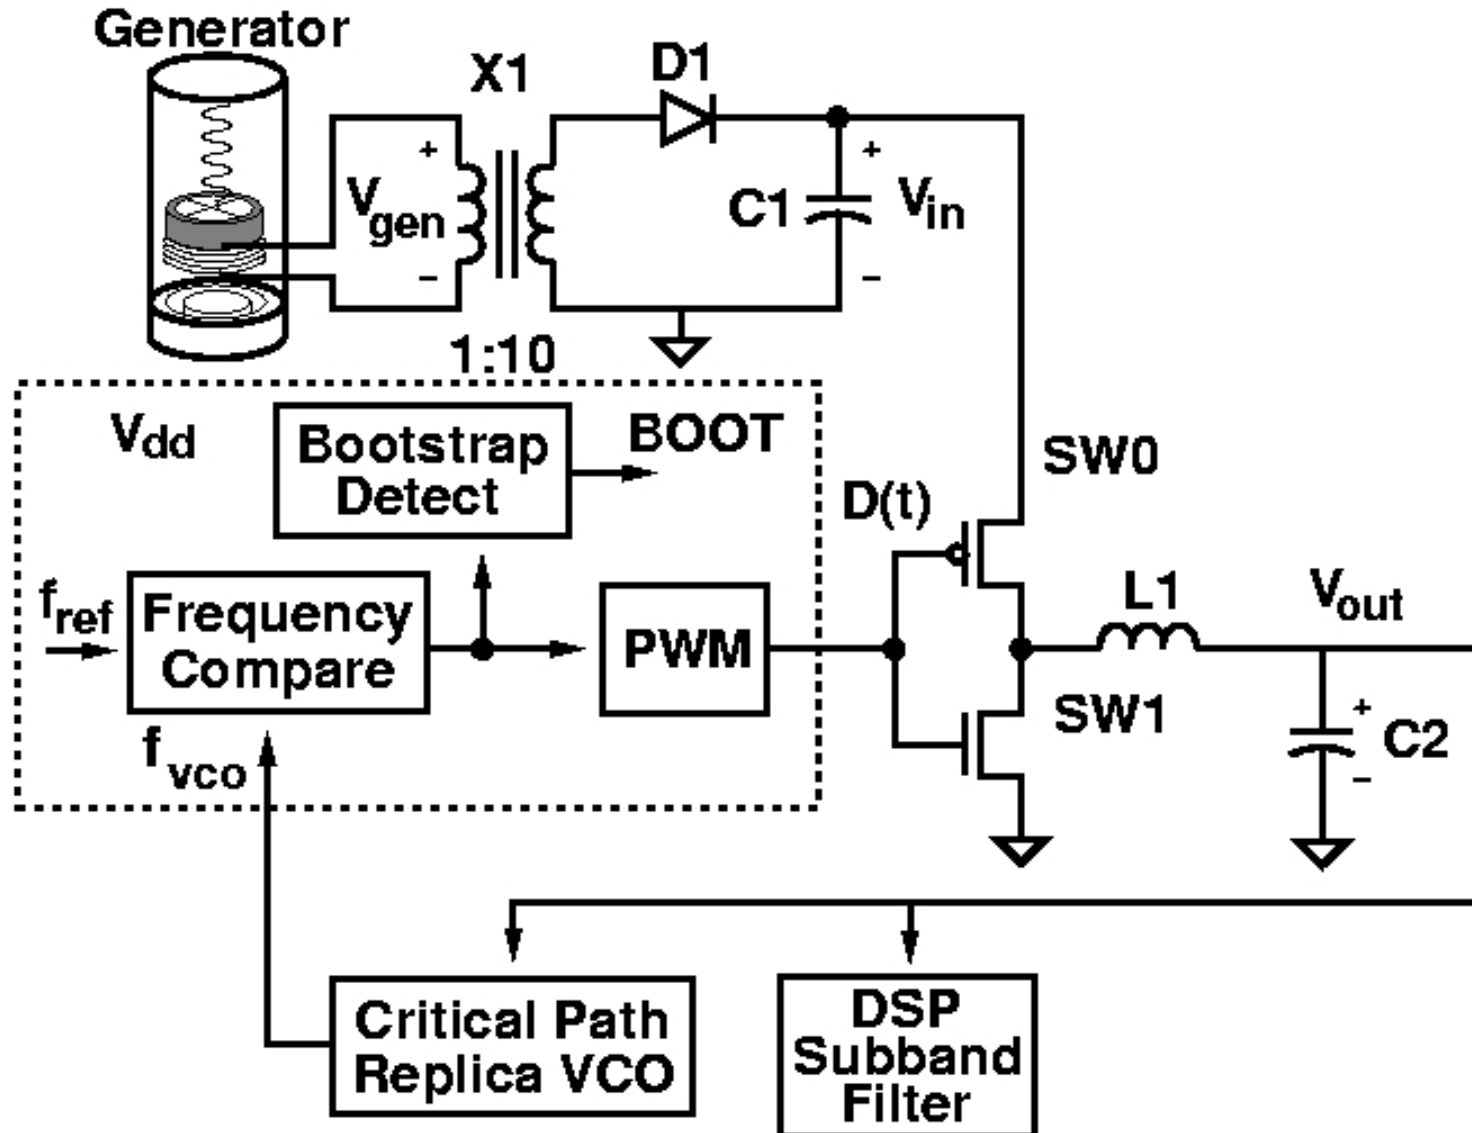 Generator
X1
D1
+
Vgen
−
C1
+
Vin
−
1:10
Vdd
Bootstrap
Detect
BOOT
SW0
D(t)
fref
Frequency
Compare
PWM
L1
Vout
SW1
fvco
+
C2
−
Critical Path
Replica VCO
DSP
Subband
Filter